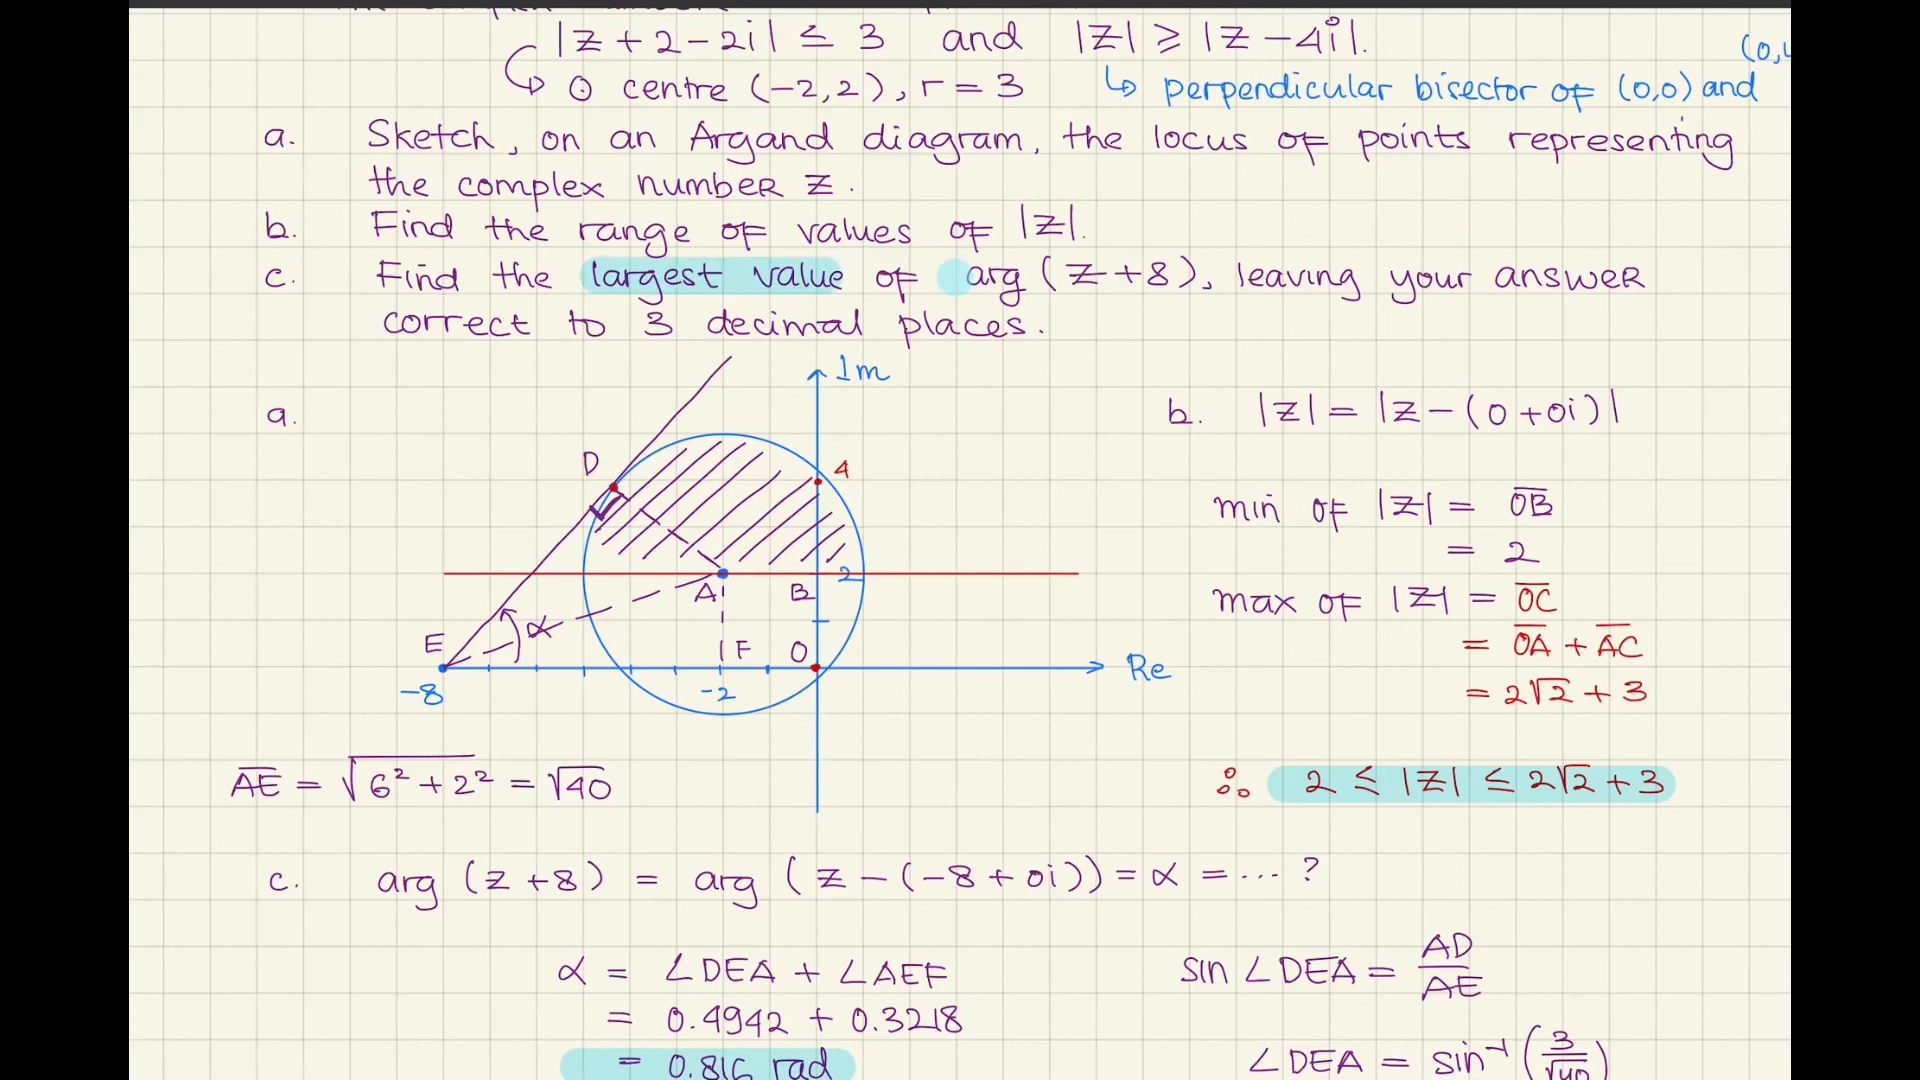 |z + 2 - 2i| ≤ 3 and |z| ⩾ |z - 4i|.
↳ ⊙ centre (-2,2), r = 3 ↳ perpendicular bisector of (0,0) and
a. Sketch, on an Argand diagram, the locus of points representing
the complex number z.
b. Find the range of values of |z|.
c. Find the largest value of arg (z+8), leaving your answer
correct to 3 decimal places.
a.
Im
D
4
A
B
2
E
α
F
O
-8
-2
Re
b. |z| = |z - (0+0i)|
min of |z| = OB
= 2
max of |z| = OC
= OA + AC
= 2√2 + 3
∴ 2 ≤ |z| ≤ 2√2 + 3
AE = √6² + 2² = √40
c. arg (z+8) = arg (z - (-8+0i)) = α = ... ?
α = ∠DEA + ∠AEF
= 0.4942 + 0.3218
= 0.816 rad
sin ∠DEA = AD/AE
∠DEA = sin⁻¹ (3/√40)